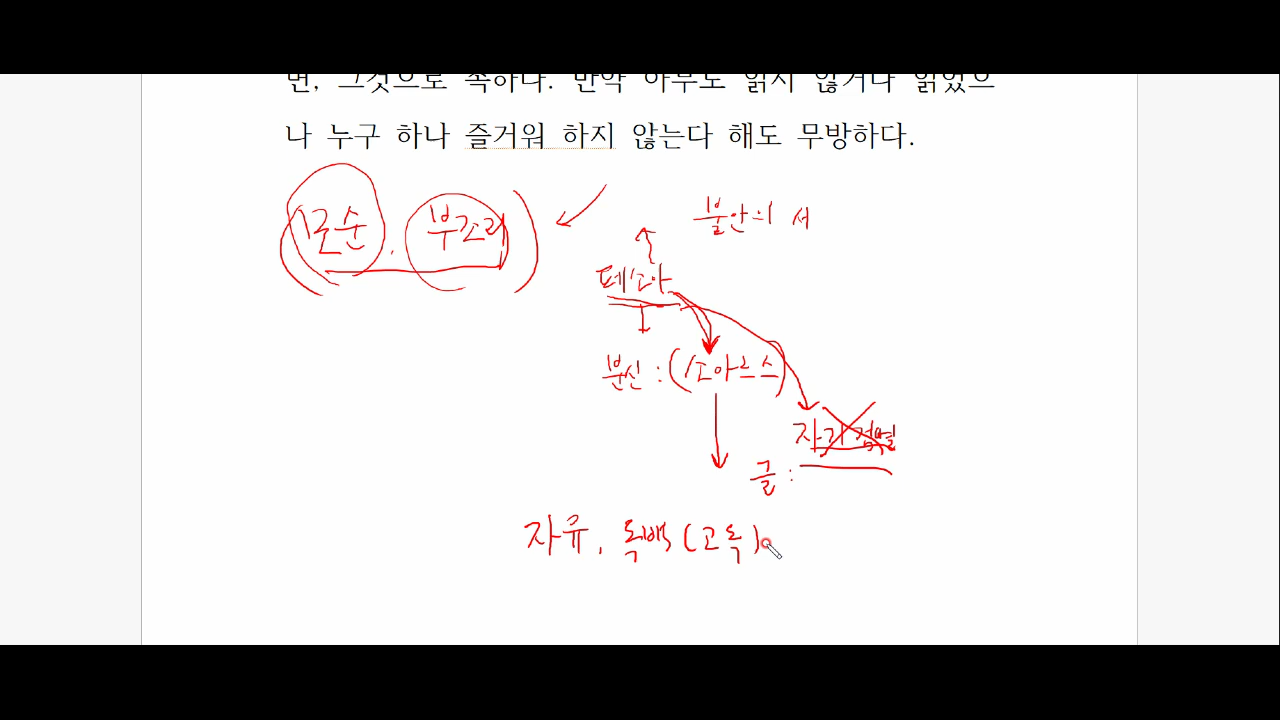 면, 그것으로 족하다. 만약 아무도 읽지 않거나 읽었으
나 누구 하나 즐거워 하지 않는다 해도 무방하다.
(모순, 부조리)
불안의 서
페소아
분신 : (소아르스)
자기검열
글 :
자유, 독백(고독)